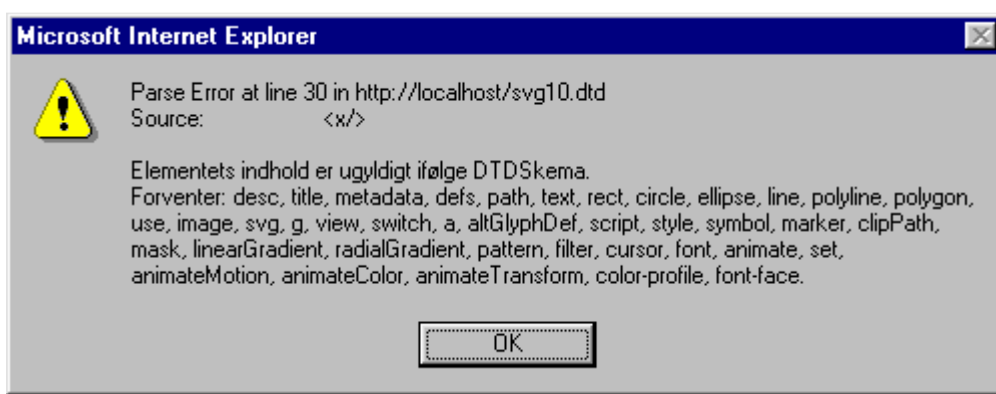 Microsoft Internet Explorer
Parse Error at line 30 in http://localhost/svg10.dtd
Source: <x/>
Elementets indhold er ugyldigt ifølge DTDSkema.
Forventer: desc, title, metadata, defs, path, text, rect, circle, ellipse, line, polyline, polygon,
use, image, svg, g, view, switch, a, altGlyphDef, script, style, symbol, marker, clipPath,
mask, linearGradient, radialGradient, pattern, filter, cursor, font, animate, set,
animateMotion, animateColor, animateTransform, color-profile, font-face.
OK